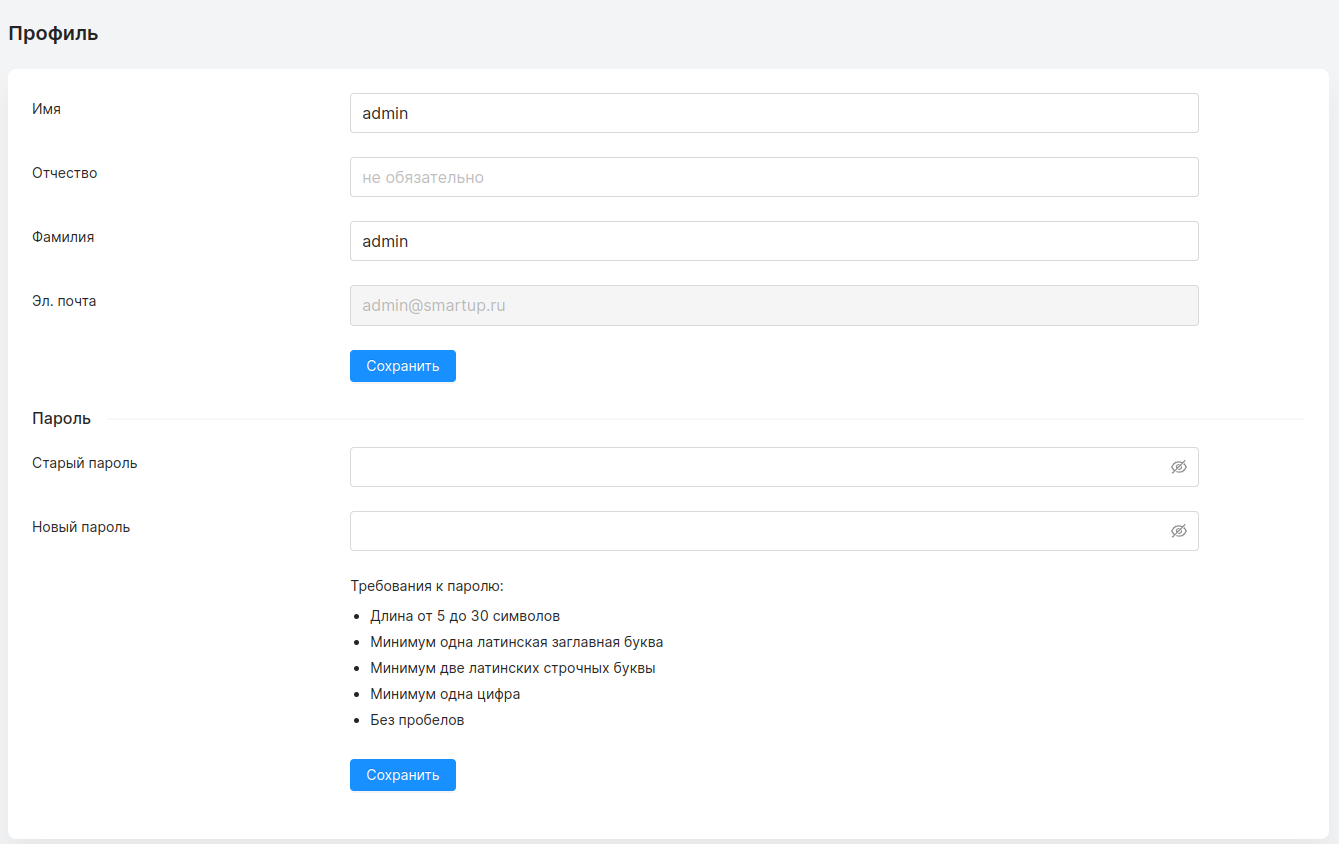 Профиль
Имя
admin
Отчество
не обязательно
Фамилия
admin
Эл. почта
admin@smartup.ru
Сохранить
Пароль
Старый пароль
Новый пароль
Требования к паролю:
Длина от 5 до 30 символов
Минимум одна латинская заглавная буква
Минимум две латинских строчных буквы
Минимум одна цифра
Без пробелов
Сохранить